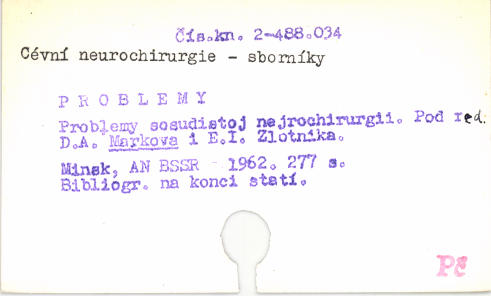 Čís.kn. 2-488.034
Cévní neurochirurgie - sborníky
P R O B L E M Y
Problemy sosudistoj nejrochirurgii. Pod red.
D.A. Markova i E.I. Zlotnika.
Minsk, AN BSSR - 1962. 277 s.
Bibliogr. na konci statí.
Pč